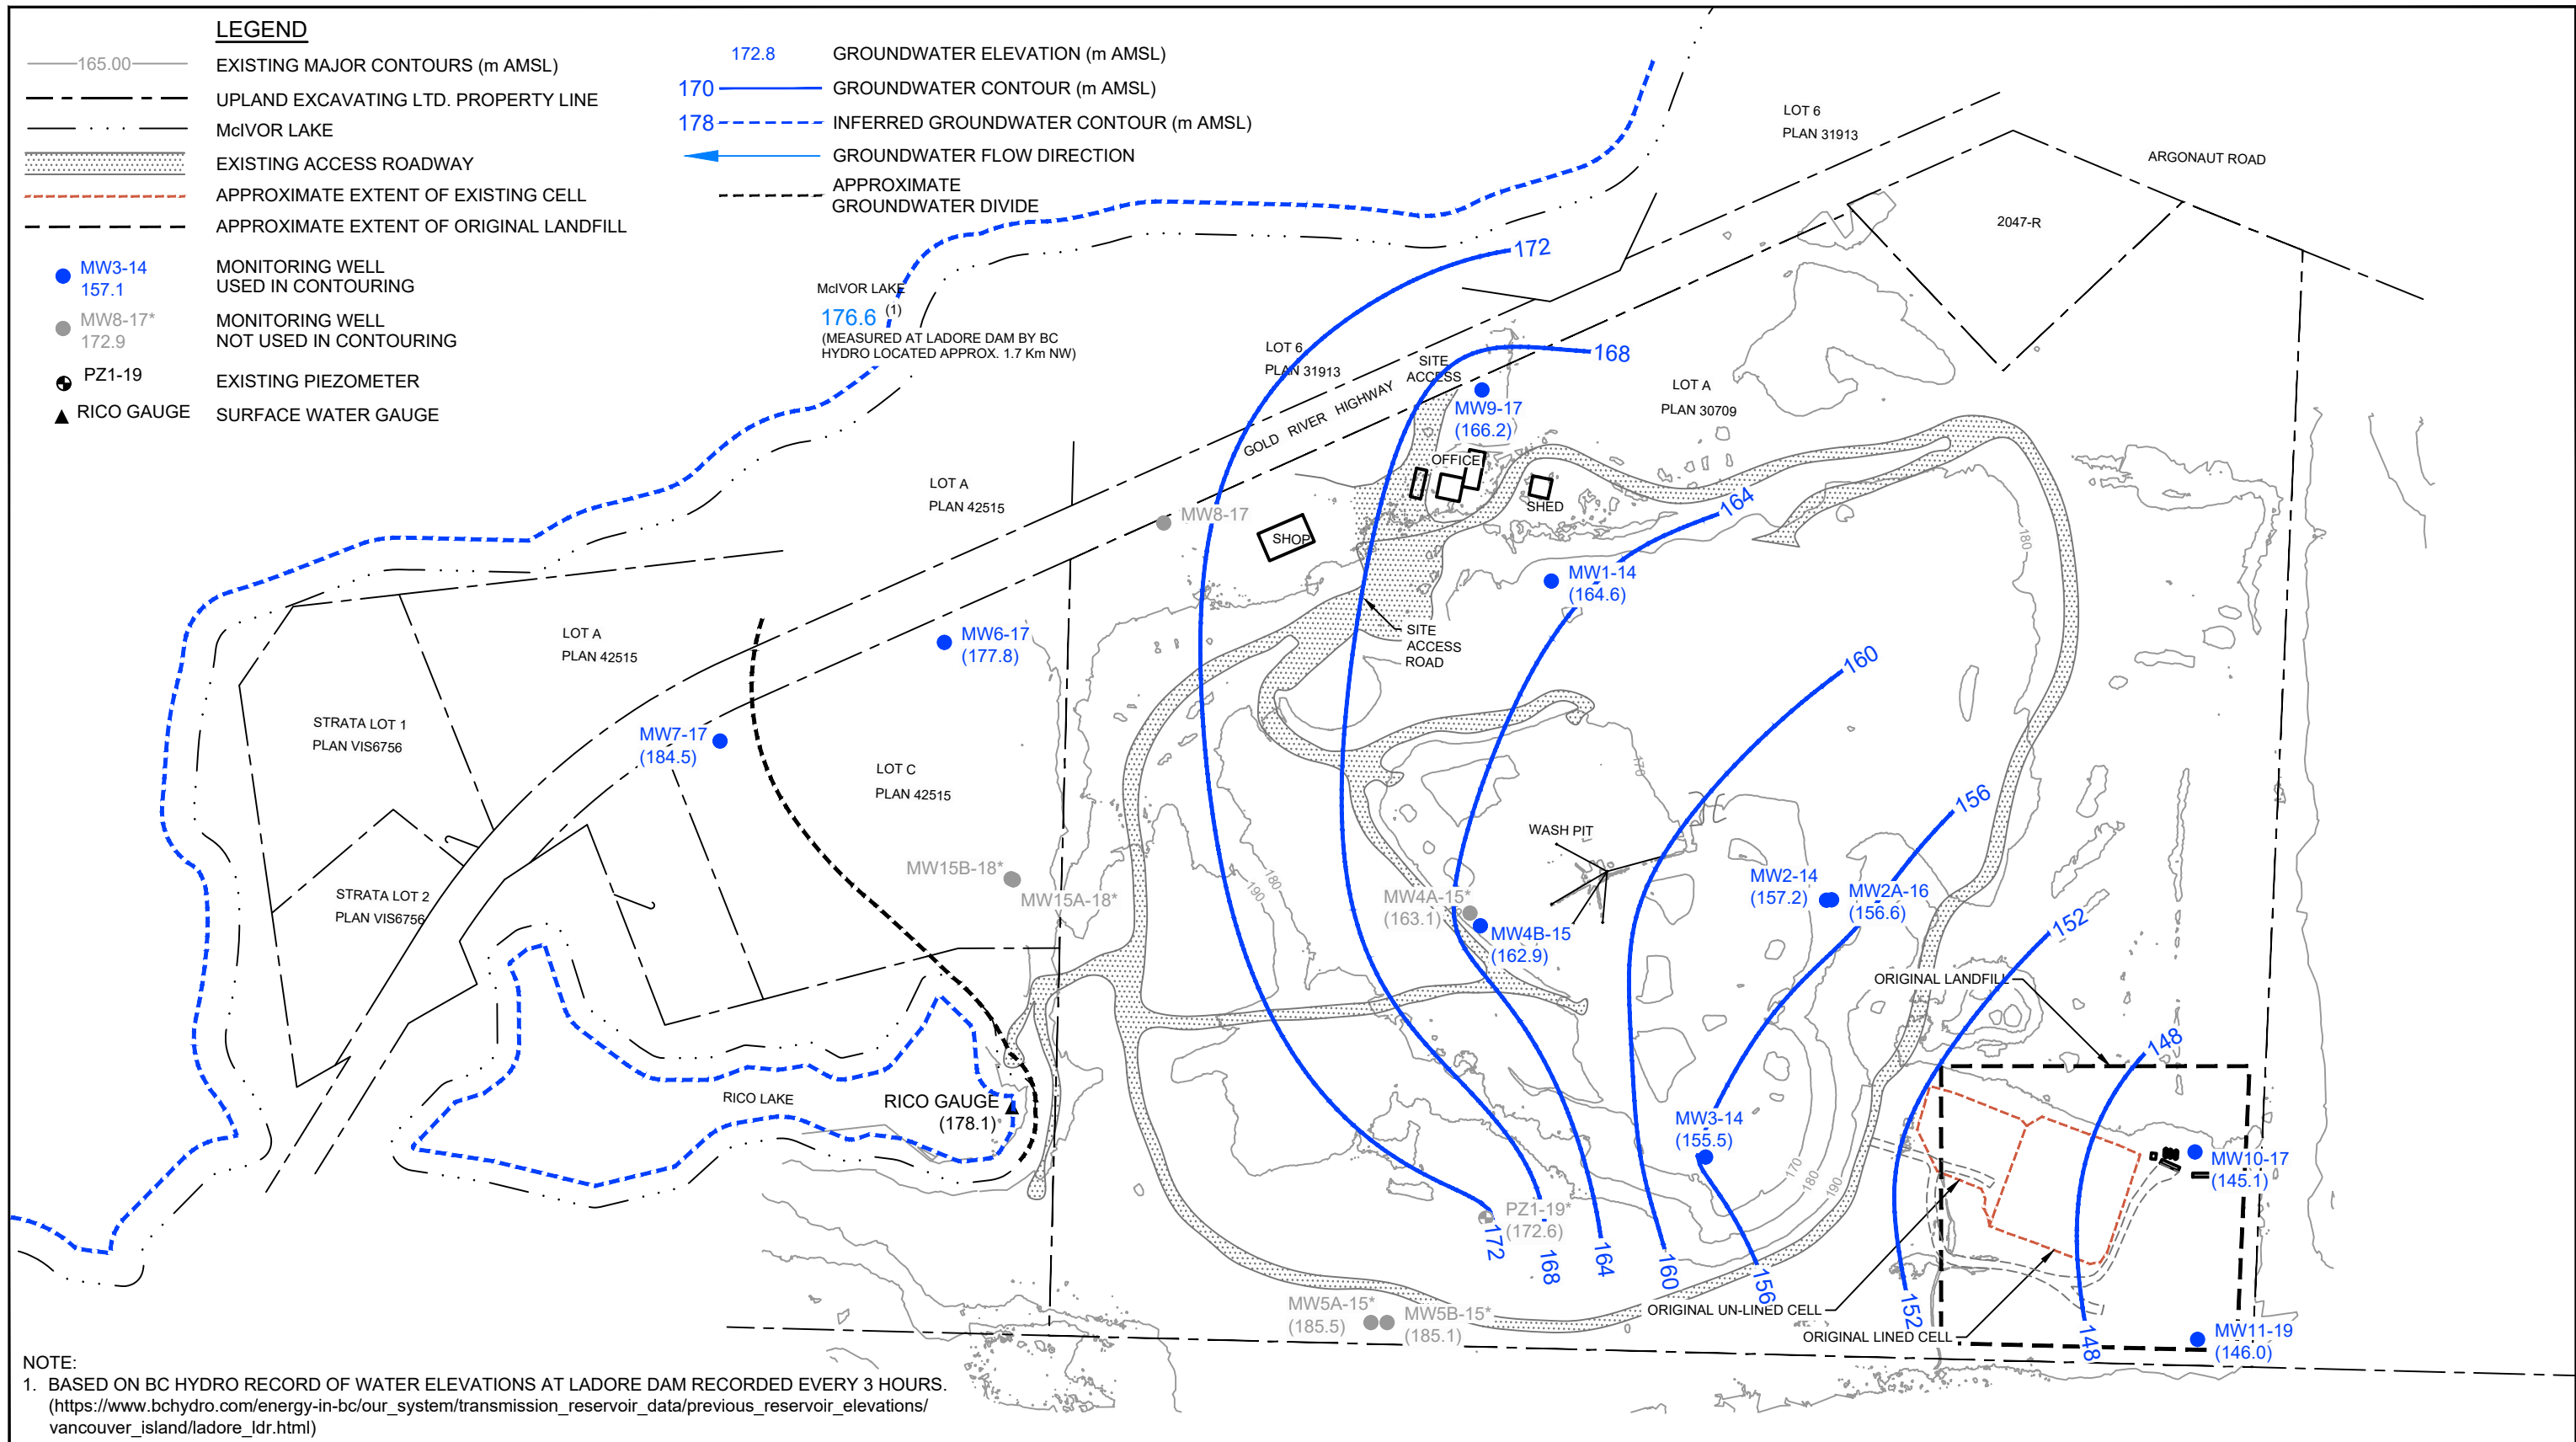 LEGEND
165.00
EXISTING MAJOR CONTOURS (m AMSL)
UPLAND EXCAVATING LTD. PROPERTY LINE
McIVOR LAKE
EXISTING ACCESS ROADWAY
APPROXIMATE EXTENT OF EXISTING CELL
APPROXIMATE EXTENT OF ORIGINAL LANDFILL
MW3-14
157.1
MONITORING WELL
USED IN CONTOURING
MW8-17*
172.9
MONITORING WELL
NOT USED IN CONTOURING
PZ1-19
EXISTING PIEZOMETER
RICO GAUGE
SURFACE WATER GAUGE
172.8
GROUNDWATER ELEVATION (m AMSL)
170
GROUNDWATER CONTOUR (m AMSL)
178
INFERRED GROUNDWATER CONTOUR (m AMSL)
GROUNDWATER FLOW DIRECTION
APPROXIMATE
GROUNDWATER DIVIDE
LOT 6
PLAN 31913
ARGONAUT ROAD
2047-R
172
McIVOR LAKE
176.6 (1)
(MEASURED AT LADORE DAM BY BC
HYDRO LOCATED APPROX. 1.7 Km NW)
LOT 6
PLAN 31913
SITE
ACCESS
168
LOT A
PLAN 30709
GOLD RIVER HIGHWAY
MW9-17
(166.2)
OFFICE
SHED
164
LOT A
PLAN 42515
MW8-17
SHOP
180
MW1-14
(164.6)
SITE
ACCESS
ROAD
LOT A
PLAN 42515
MW6-17
(177.8)
160
STRATA LOT 1
PLAN VIS6756
MW7-17
(184.5)
LOT C
PLAN 42515
170
156
WASH PIT
MW15B-18*
MW15A-18*
190
180
STRATA LOT 2
PLAN VIS6756
MW4A-15*
(163.1)
MW4B-15
(162.9)
MW2-14
(157.2)
MW2A-16
(156.6)
152
ORIGINAL LANDFILL
148
RICO LAKE
RICO GAUGE
(178.1)
MW3-14
(155.5)
170
180
190
MW10-17
(145.1)
PZ1-19*
(172.6)
172
168
164
160
156
152
148
MW5A-15*
(185.5)
MW5B-15*
(185.1)
ORIGINAL UN-LINED CELL
ORIGINAL LINED CELL
MW11-19
(146.0)
NOTE:
1. BASED ON BC HYDRO RECORD OF WATER ELEVATIONS AT LADORE DAM RECORDED EVERY 3 HOURS.
(https://www.bchydro.com/energy-in-bc/our_system/transmission_reservoir_data/previous_reservoir_elevations/
vancouver_island/ladore_ldr.html)